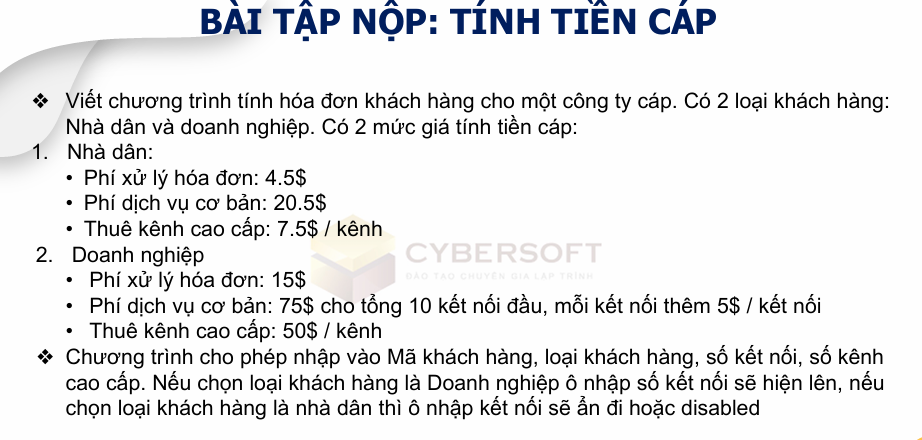 BÀI TẬP NỘP: TÍNH TIỀN CÁP
❖ Viết chương trình tính hóa đơn khách hàng cho một công ty cáp. Có 2 loại khách hàng:
Nhà dân và doanh nghiệp. Có 2 mức giá tính tiền cáp:
1. Nhà dân:
• Phí xử lý hóa đơn: 4.5$
• Phí dịch vụ cơ bản: 20.5$
• Thuê kênh cao cấp: 7.5$ / kênh
2. Doanh nghiệp
CYBERSOFT
ĐÀO TẠO CHUYÊN GIA LẬP TRÌNH
• Phí xử lý hóa đơn: 15$
• Phí dịch vụ cơ bản: 75$ cho tổng 10 kết nối đầu, mỗi kết nối thêm 5$ / kết nối
• Thuê kênh cao cấp: 50$ / kênh
❖ Chương trình cho phép nhập vào Mã khách hàng, loại khách hàng, số kết nối, số kênh
cao cấp. Nếu chọn loại khách hàng là Doanh nghiệp ô nhập số kết nối sẽ hiện lên, nếu
chọn loại khách hàng là nhà dân thì ô nhập kết nối sẽ ẩn đi hoặc disabled